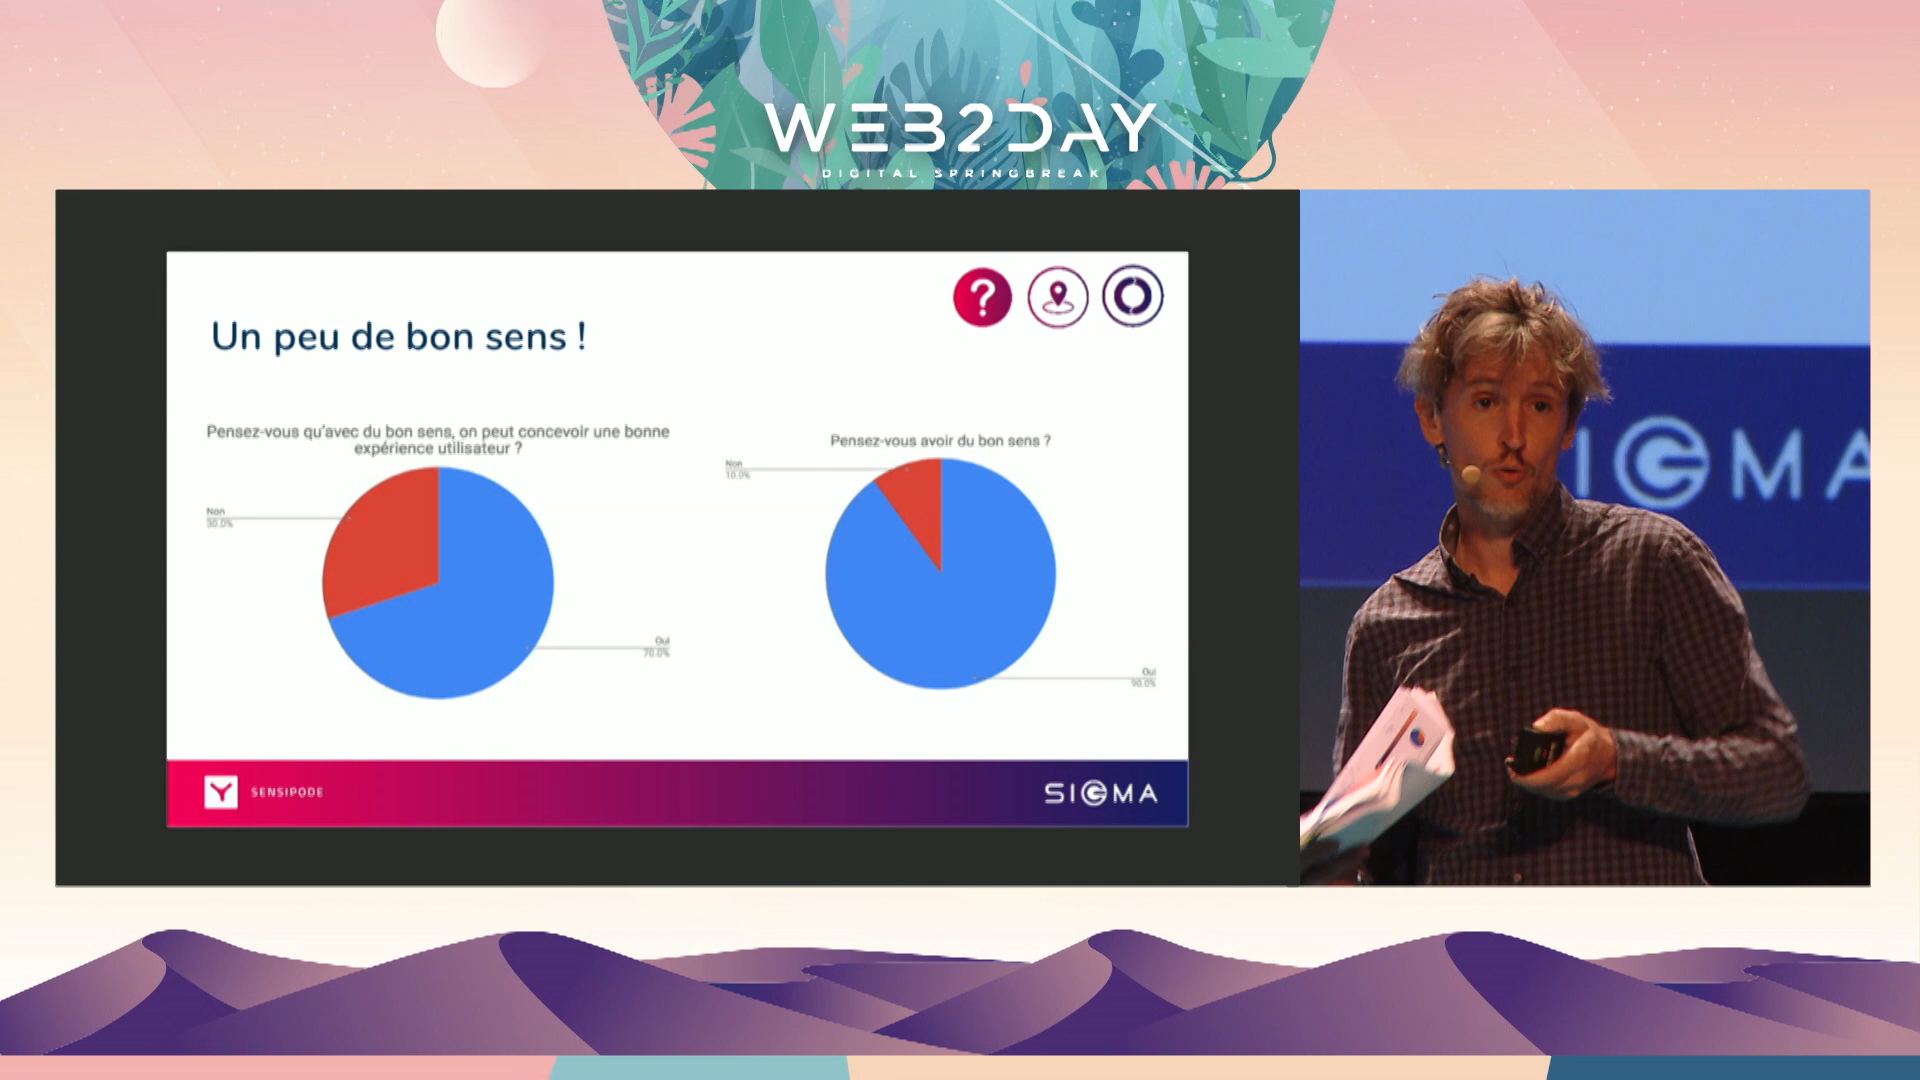 WEB2DAY
DIGITAL SPRINGBREAK
Un peu de bon sens !
Pensez-vous qu'avec du bon sens, on peut concevoir une bonne
expérience utilisateur ?
Non
30.0%
Oui
70.0%
Pensez-vous avoir du bon sens ?
Non
10.0%
Oui
90.0%
SENSIPODE
SIGMA
IGMA